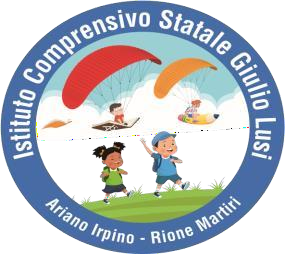 Istituto Comprensivo Statale Giulio Lusi
Ariano Irpino - Rione Martiri